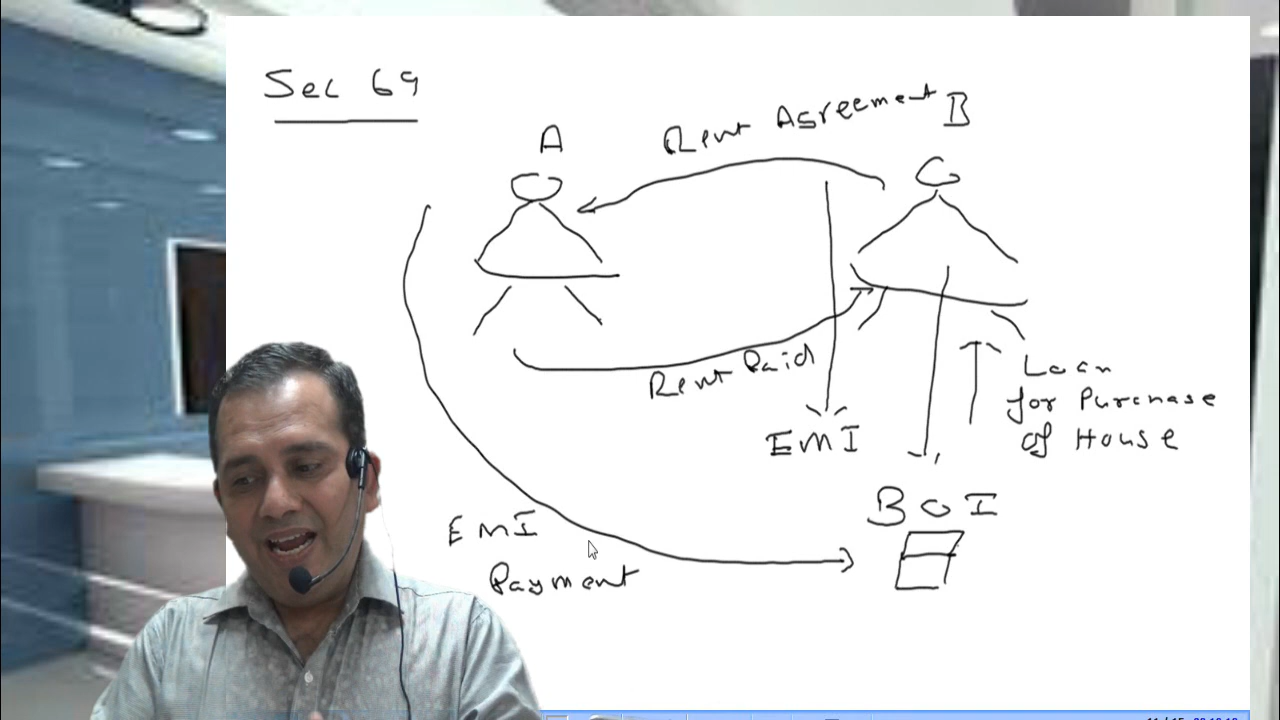 Sec 69
A
Rent Agreement
B
Rent Paid
EMI
Loan
for Purchase
of House
BOI
EMI
Payment